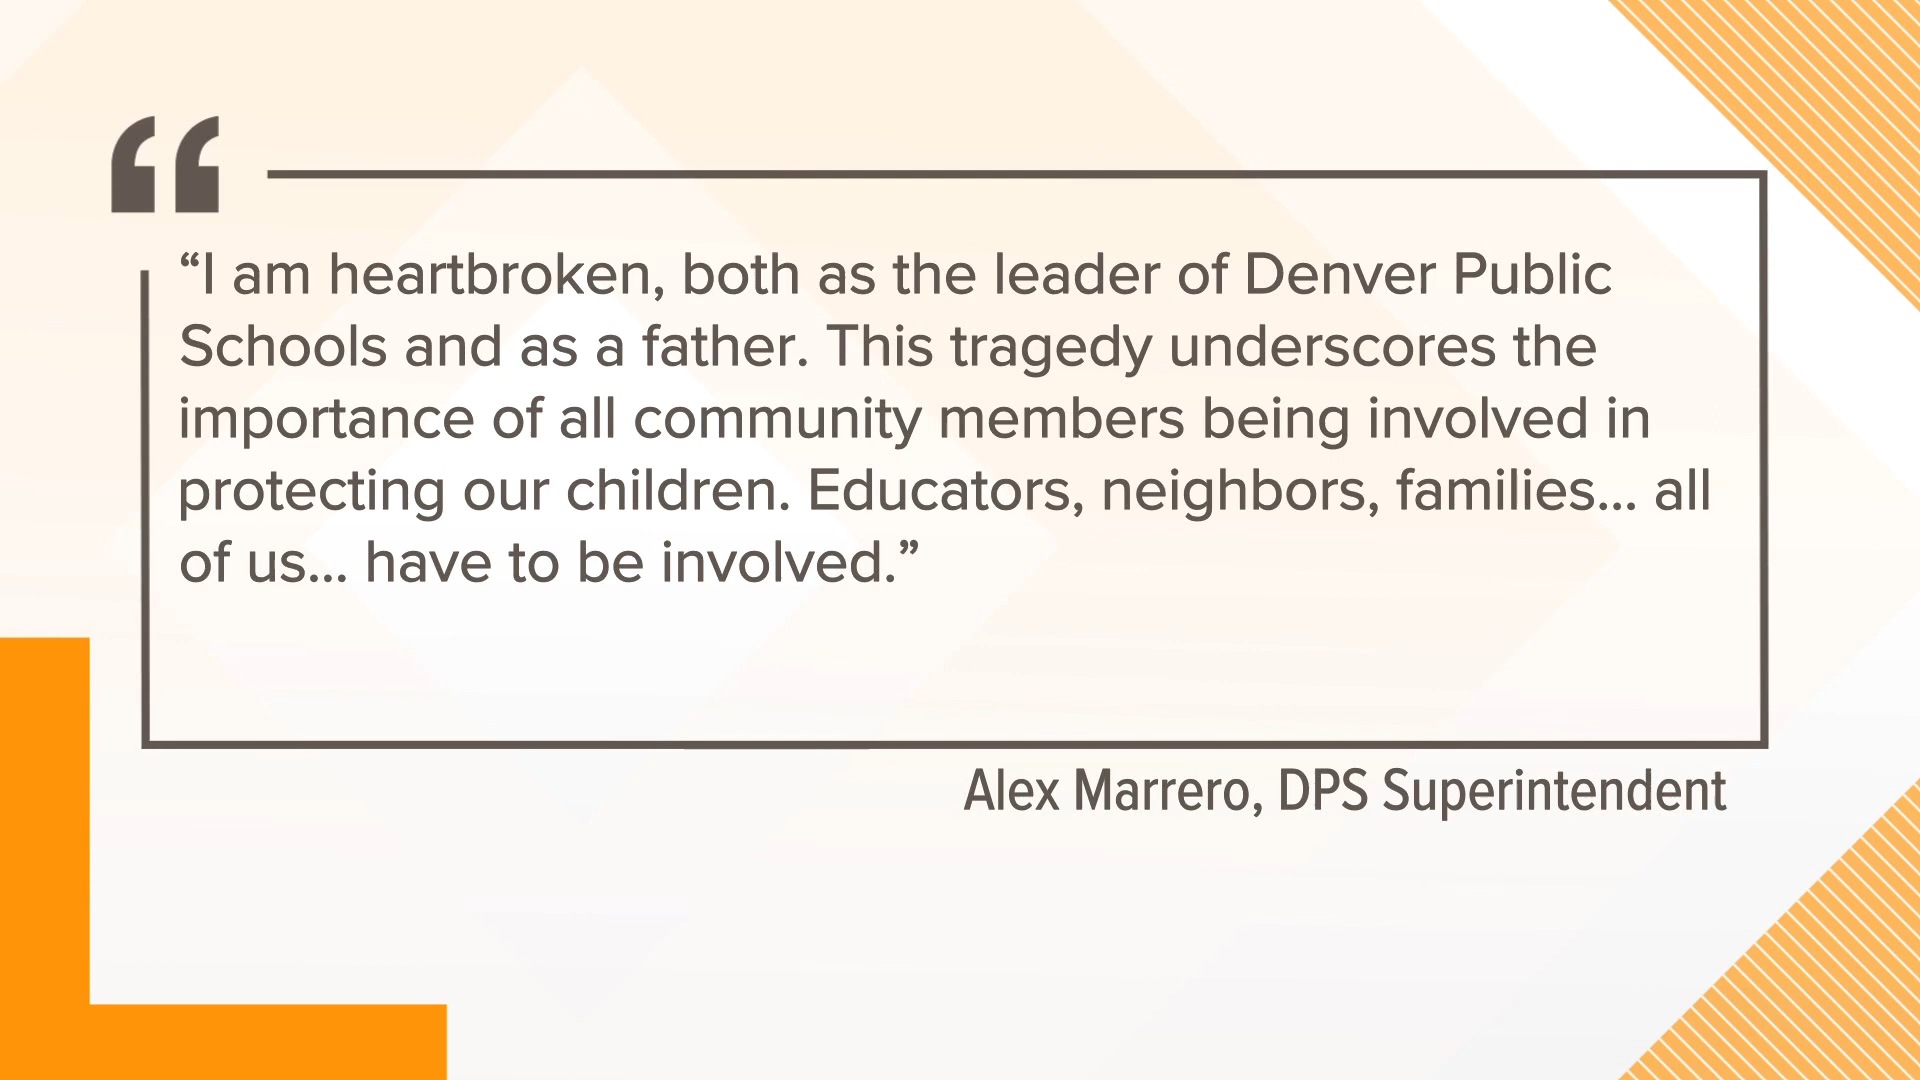 “I am heartbroken, both as the leader of Denver Public
Schools and as a father. This tragedy underscores the
importance of all community members being involved in
protecting our children. Educators, neighbors, families... all
of us... have to be involved.”
Alex Marrero, DPS Superintendent